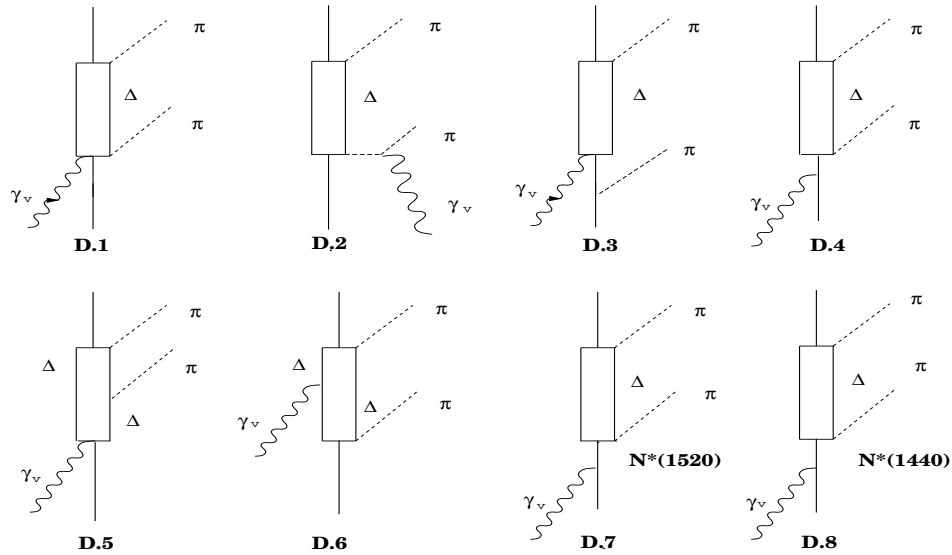 π π π π
Δ Δ Δ Δ
π π π π
γv γv γv γv
D.1 D.2 D.3 D.4
π π π π
Δ Δ Δ Δ
π π π π
Δ Δ
N*(1520) N*(1440)
γv γv γv γv
D.5 D.6 D.7 D.8